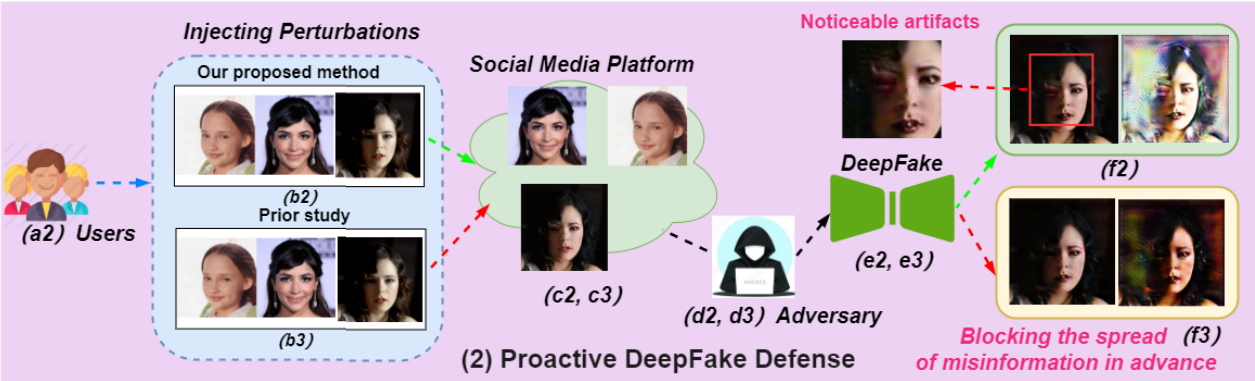 Injecting Perturbations
Our proposed method
(b2)
Prior study
(b3)
(a2) Users
Social Media Platform
(c2, c3)
(d2, d3) Adversary
HACKER
Noticeable artifacts
DeepFake
(e2, e3)
(f2)
(f3)
Blocking the spread
of misinformation in advance
(2) Proactive DeepFake Defense